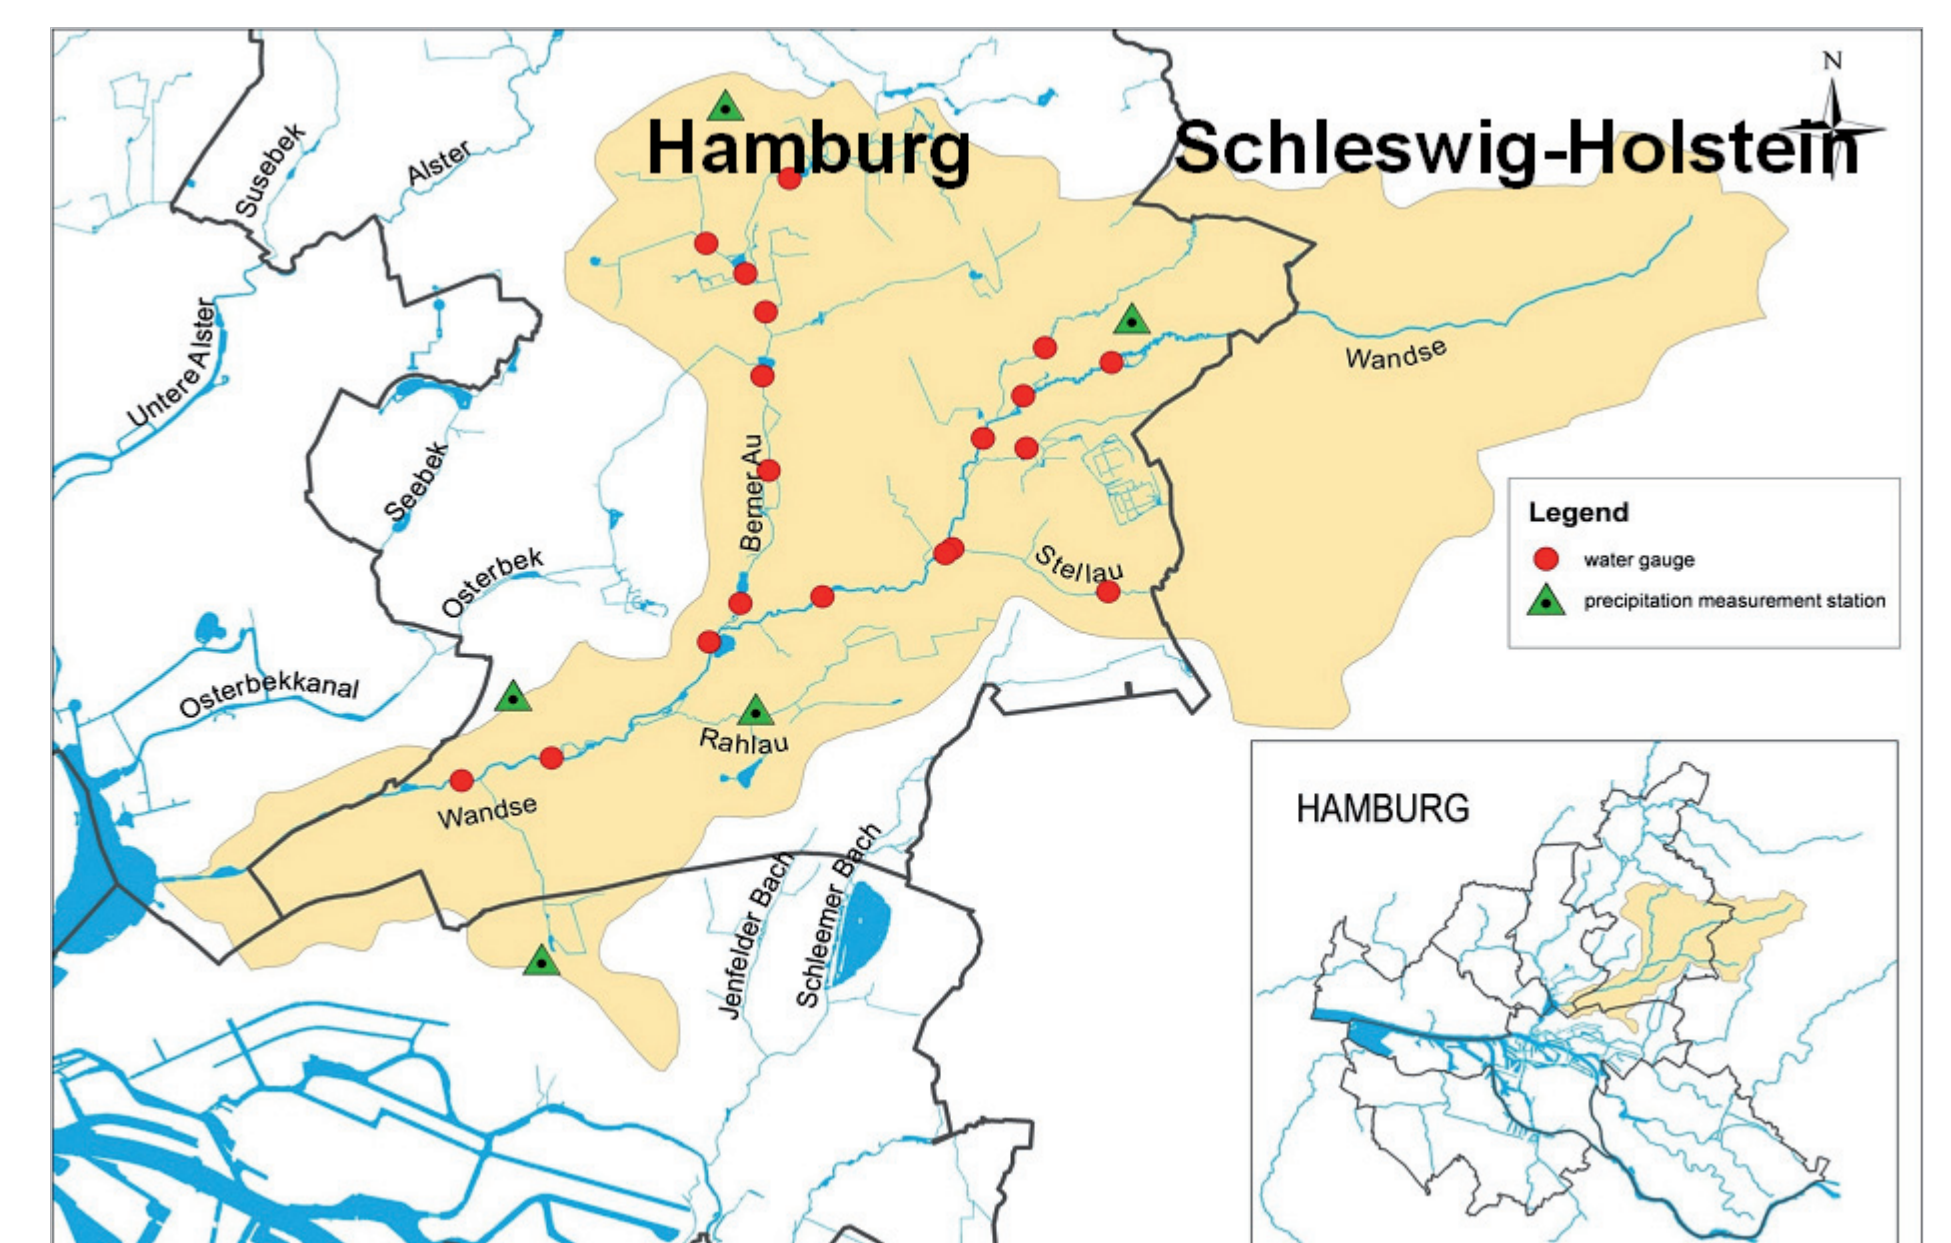 N
Hamburg
Schleswig-Holstein
Susebek
Alster
Untere Alster
Wandse
Seebek
Berner Au
Legend
water gauge
precipitation measurement station
Osterbek
Stellau
Osterbekkanal
Rahlau
Wandse
Jenfelder Bach
Schleemer Bach
HAMBURG